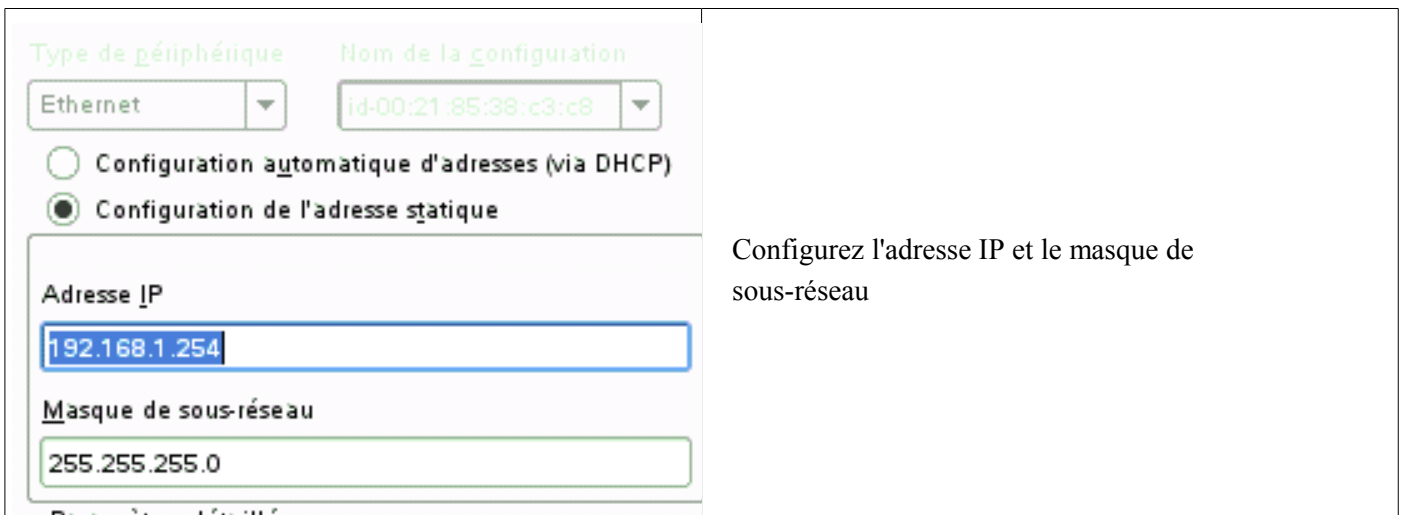 Type de périphérique Nom de la configuration
Ethernet id-00:21:85:38:c3:c8
Configuration automatique d'adresses (via DHCP)
Configuration de l'adresse statique
Adresse IP
192.168.1.254
Masque de sous-réseau
255.255.255.0
Configurez l'adresse IP et le masque de
sous-réseau